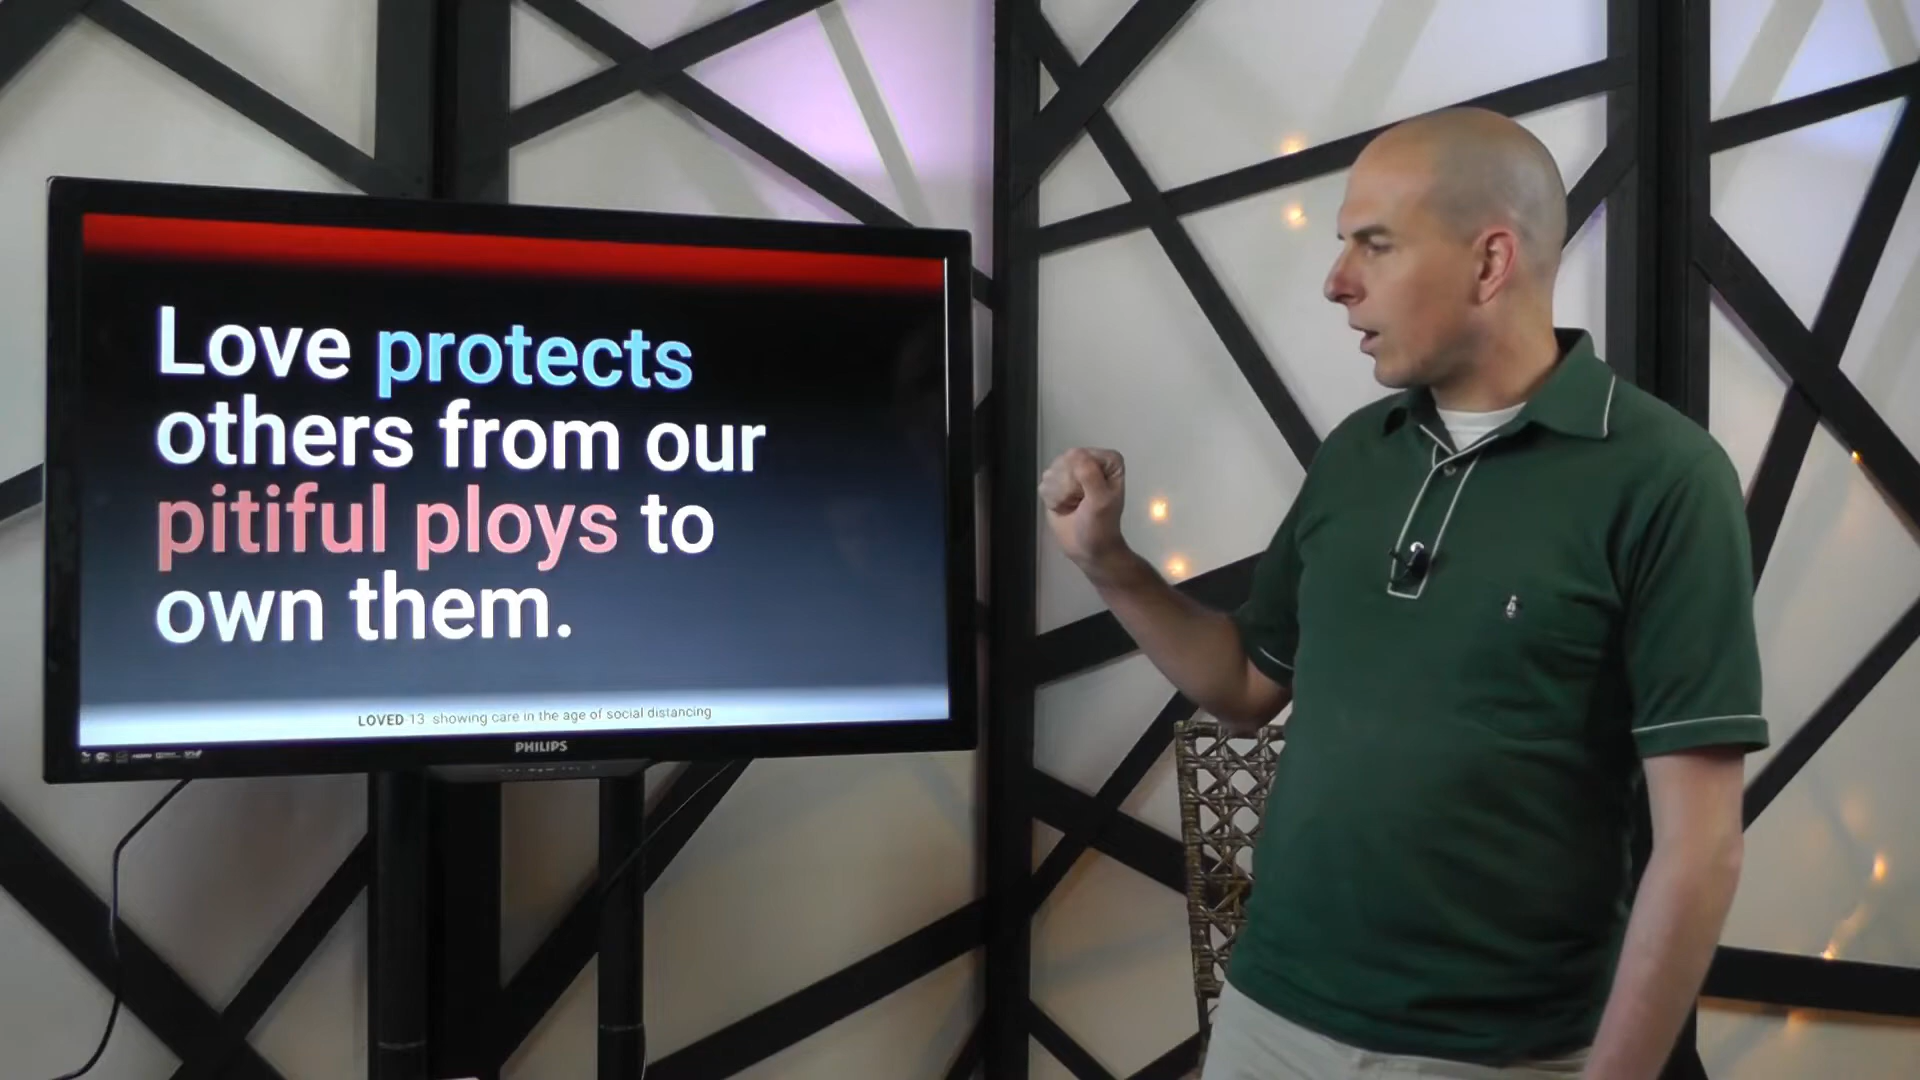 Love protects
others from our
pitiful ploys to
own them.
LOVED 13 showing care in the age of social distancing
PHILIPS